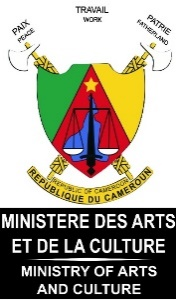 TRAVAIL
WORK
PAIX
PEACE
PATRIE
FATHERLAND
REPUBLIC OF CAMEROON
REPUBLIQUE DU CAMEROUN
MINISTERE DES ARTS
ET DE LA CULTURE
MINISTRY OF ARTS
AND CULTURE